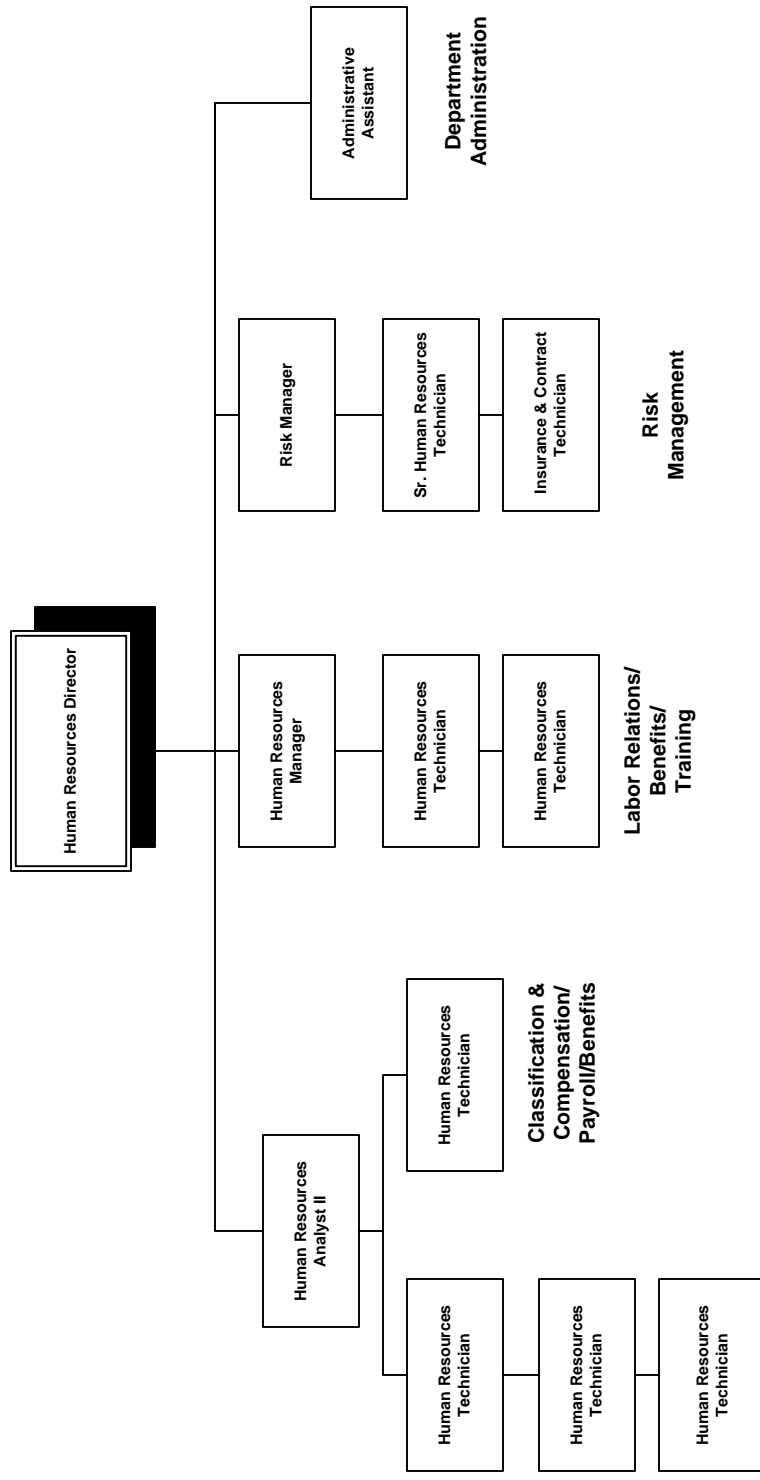 Human Resources Director
Human Resources
Analyst II
Human Resources
Manager
Risk Manager
Administrative
Assistant
Human Resources
Technician
Human Resources
Technician
Human Resources
Technician
Human Resources
Technician
Classification &
Compensation/
Payroll/Benefits
Human Resources
Technician
Human Resources
Technician
Labor Relations/
Benefits/
Training
Sr. Human Resources
Technician
Insurance & Contract
Technician
Risk
Management
Department
Administration